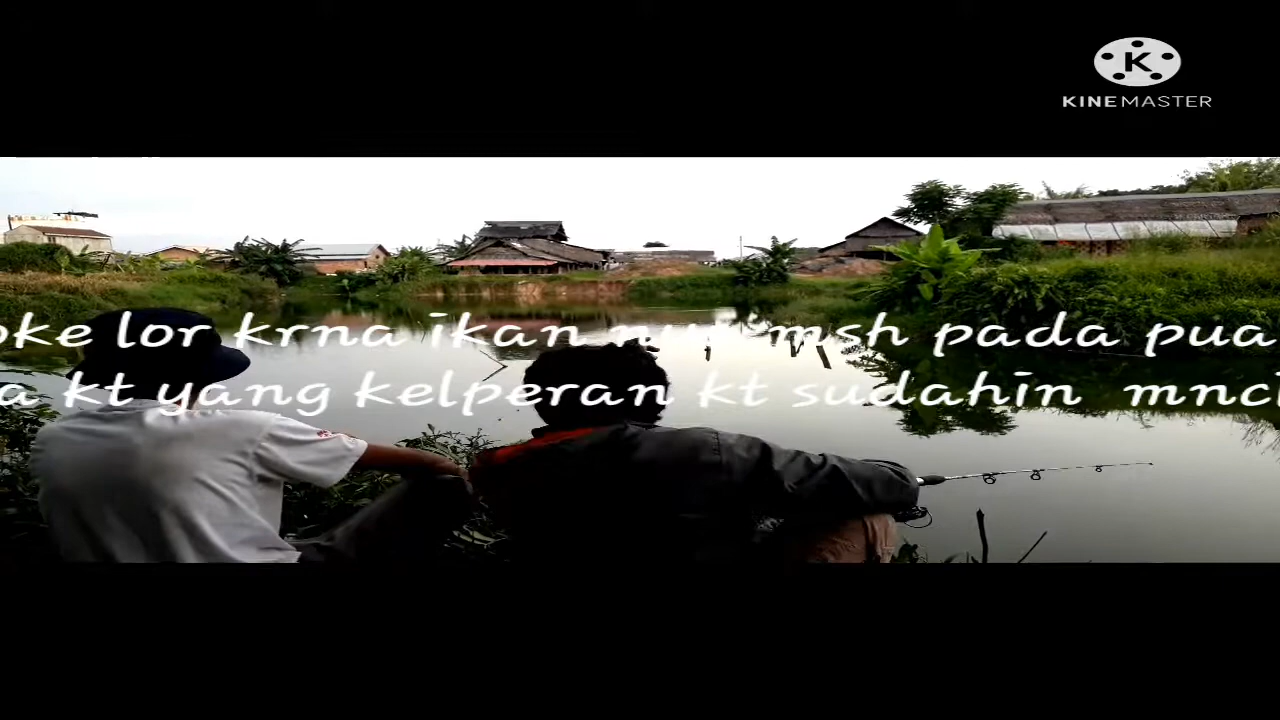 KINEMASTER
oke lor krna ikan msh pada pua
a kt yang kelperan kt sudahin mnci